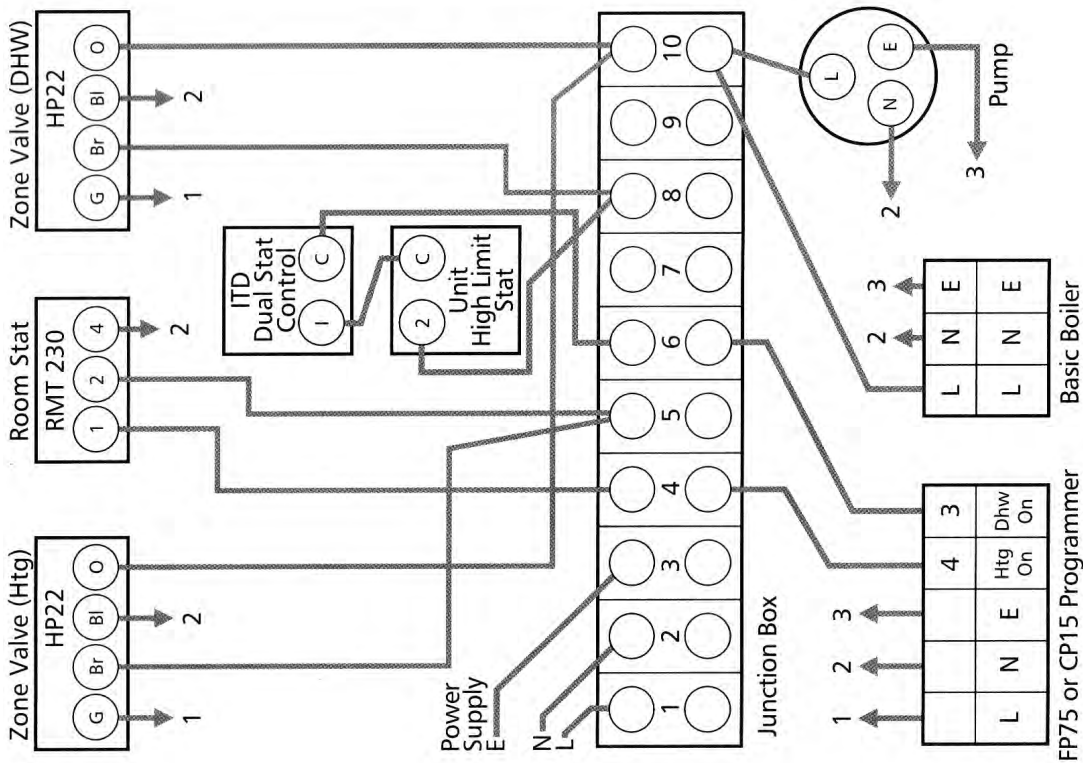 Zone Valve (Htg)
HP22
G Br Bl O
1 2
Room Stat
RMT 230
1 2 4
2
Zone Valve (DHW)
HP22
G Br Bl O
1 2
ITD
Dual Stat
Control
1 C
2 C
Unit
High Limit
Stat
Power
Supply
E
N
L
1 2 3 4 5 6 7 8 9 10
Junction Box
1 2 3
4 3
L N E Htg On Dhw On
FP75 or CP15 Programmer
2 3
L N E
L N E
Basic Boiler
L
N E
2
3
Pump